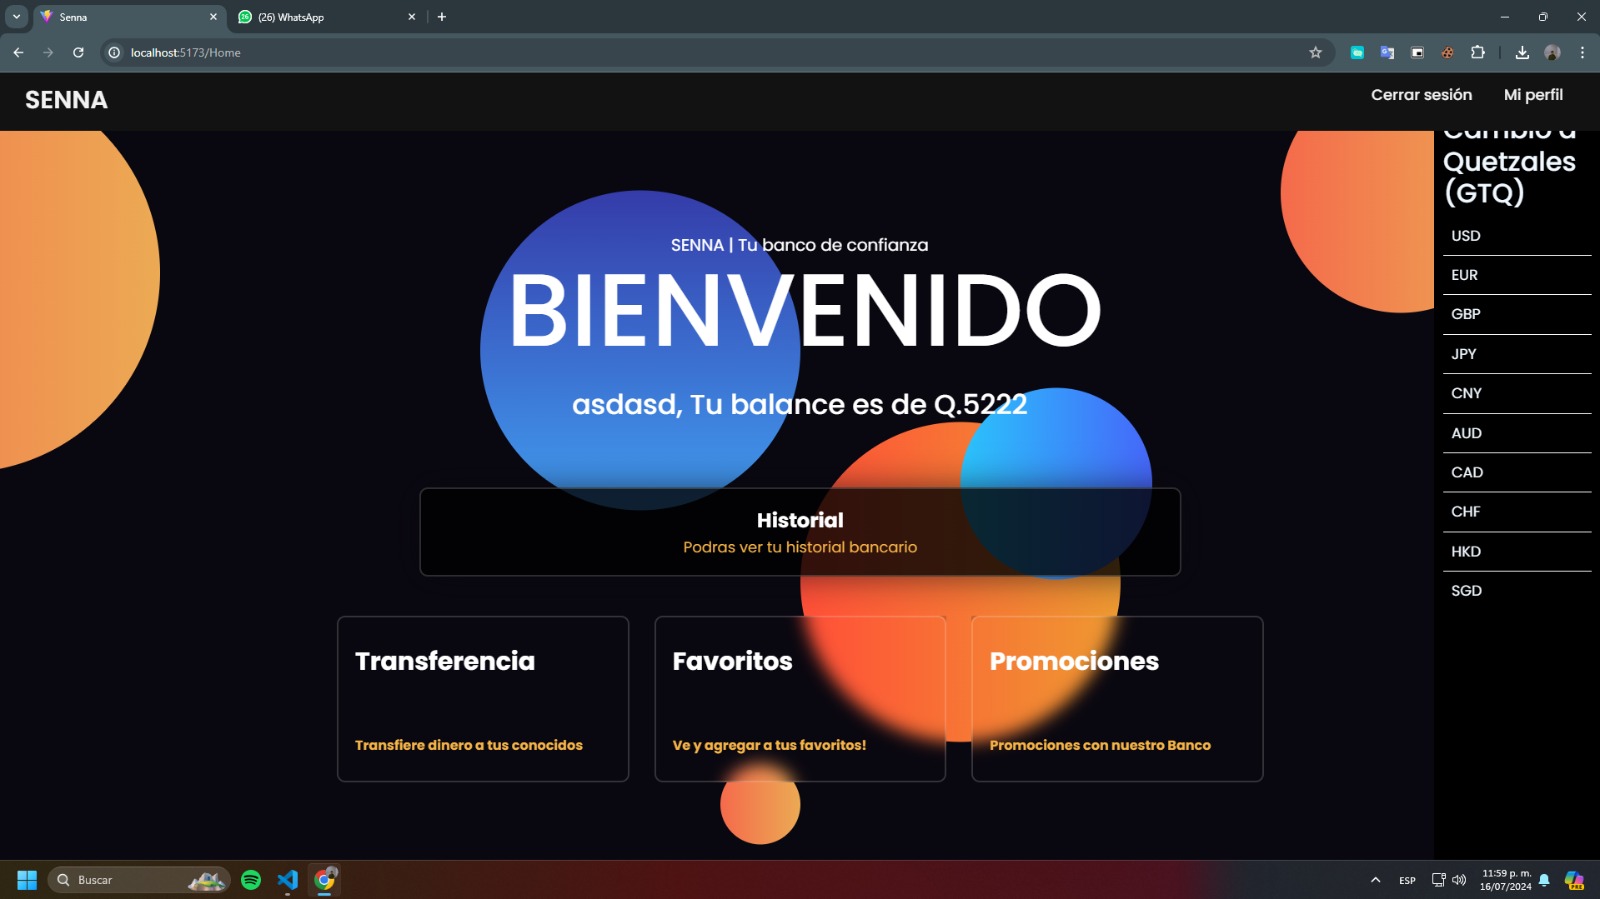 Senna
(26) WhatsApp
localhost:5173/Home
SENNA
Cerrar sesión
Mi perfil
Cambio a
Quetzales
(GTQ)
USD
EUR
GBP
JPY
CNY
AUD
CAD
CHF
HKD
SGD
SENNA | Tu banco de confianza
BIENVENIDO
asdasd, Tu balance es de Q.5222
Historial
Podras ver tu historial bancario
Transferencia
Transfiere dinero a tus conocidos
Favoritos
Ve y agregar a tus favoritos!
Promociones
Promociones con nuestro Banco
Buscar
ESP
11:59 p. m.
16/07/2024
PRE